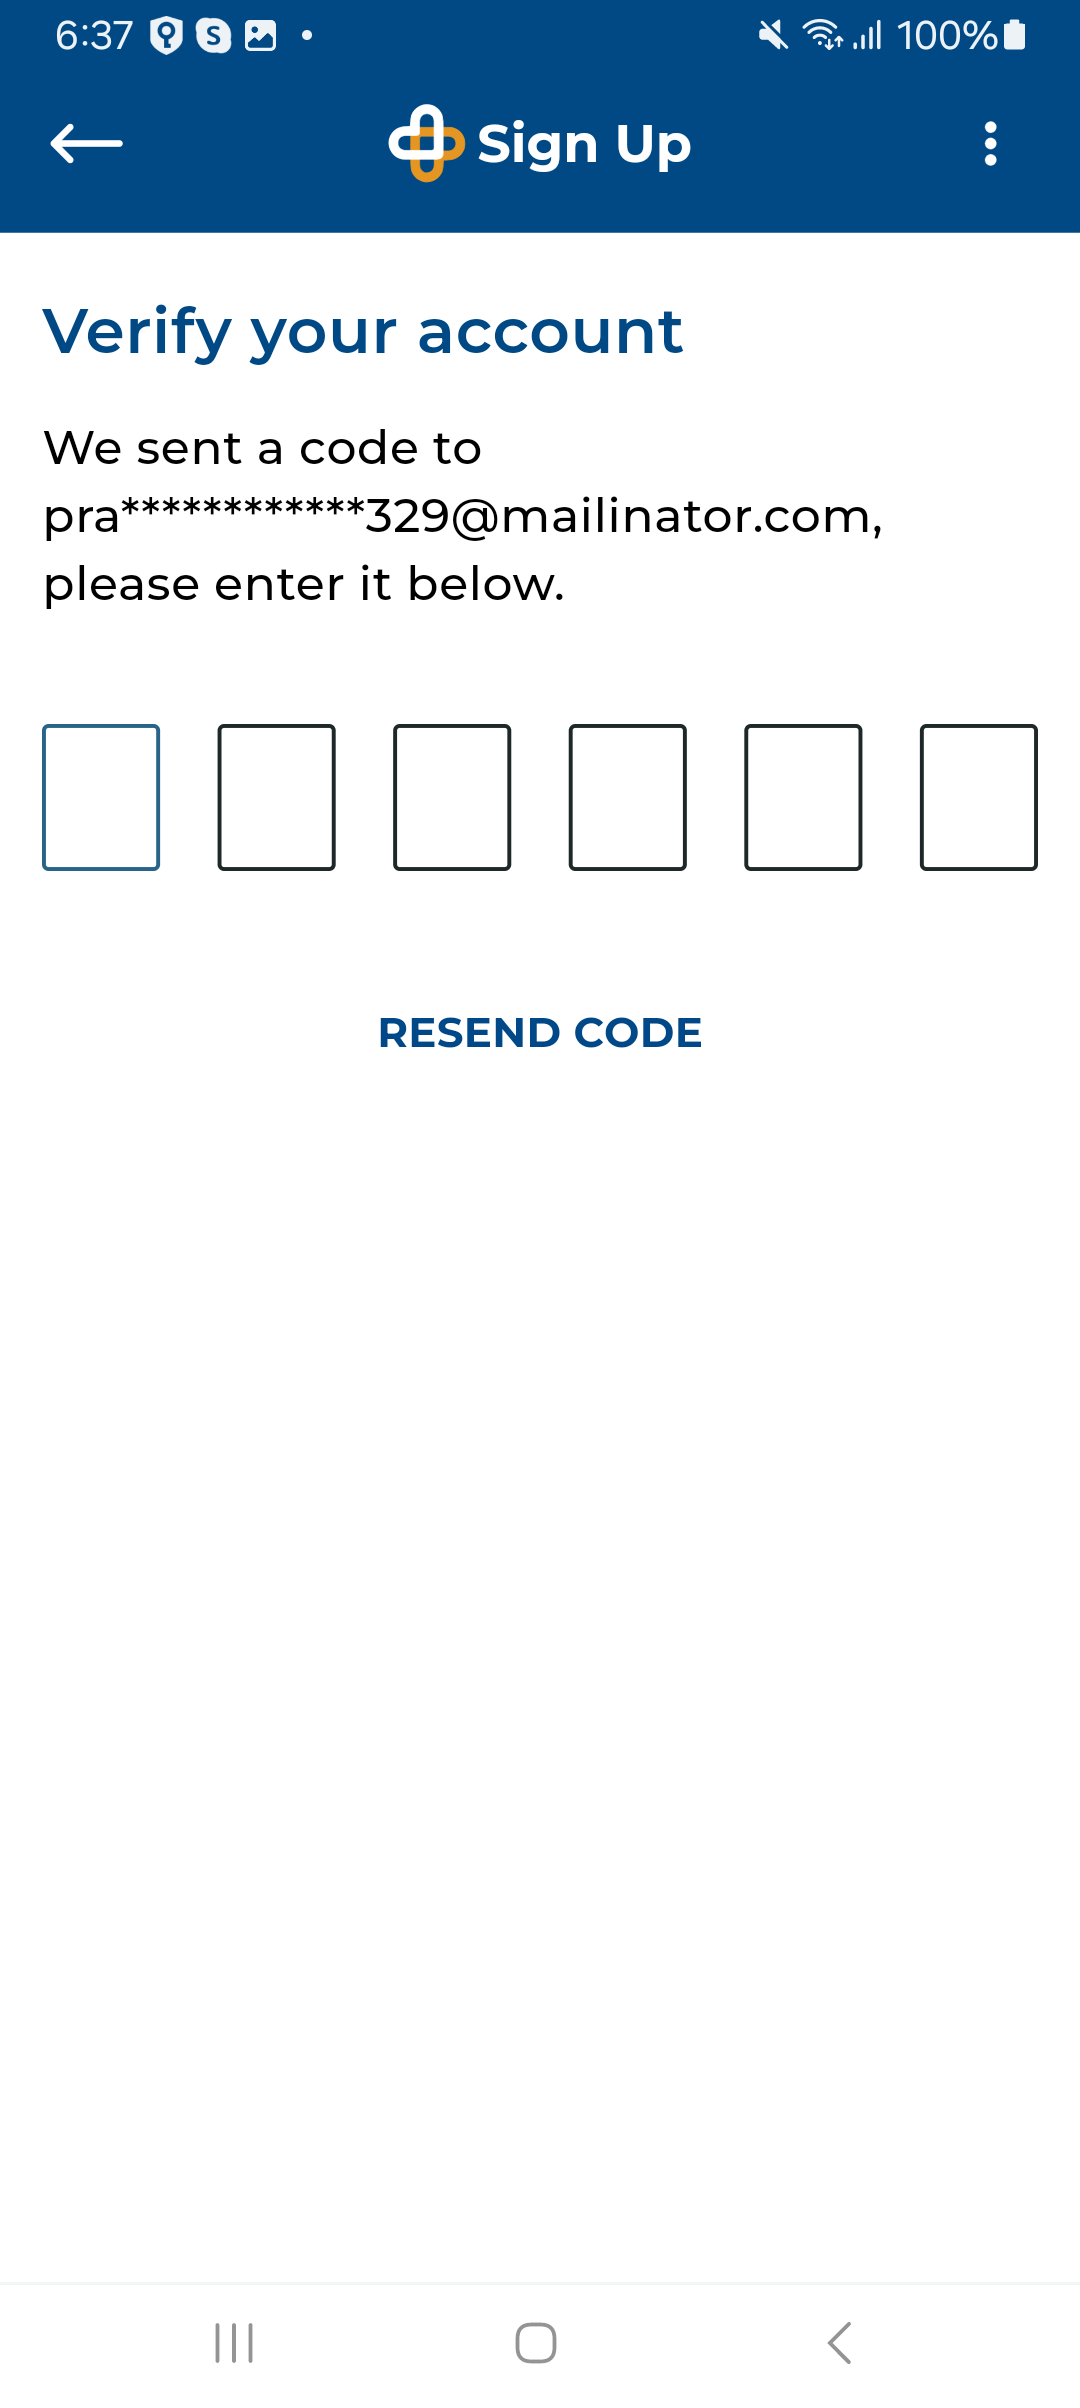 6:37
100%
Sign Up
Verify your account
We sent a code to
pra************329@mailinator.com,
please enter it below.
RESEND CODE